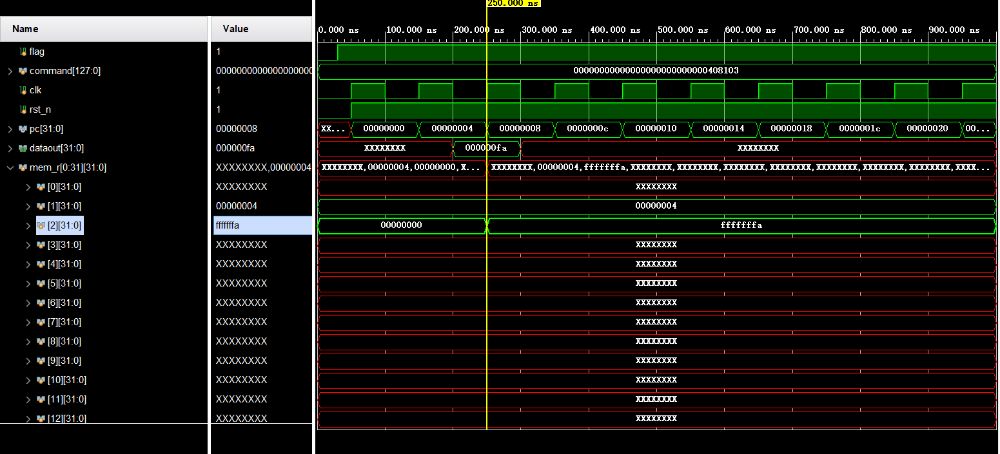 250.000 ns
Name Value 0.000 ns 100.000 ns 200.000 ns 300.000 ns 400.000 ns 500.000 ns 600.000 ns 700.000 ns 800.000 ns 900.000 ns
flag 1
command[127:0] 000000000000000000 00000000000000000000000000408103
clk 1
rst_n 1
pc[31:0] 00000008 XX... 00000000 00000004 00000008 0000000c 00000010 00000014 00000018 0000001c 00000020 00...
dataout[31:0] 000000fa XXXXXXXX 000000fa XXXXXXXX
mem_r[0:31][31:0] XXXXXXXX,00000004 XXXXXXXX,00000004,00000000,X... XXXXXXXX,00000004,fffffffa,XXXXXXXX,XXXXXXXX,XXXXXXXX,XXXXXXXX,XXXXXXXX,XXXXXXXX,XXXXXXXX,XXXX...
[0][31:0] XXXXXXXX XXXXXXXX
[1][31:0] 00000004 00000004
[2][31:0] fffffffa 00000000 fffffffa
[3][31:0] XXXXXXXX XXXXXXXX
[4][31:0] XXXXXXXX XXXXXXXX
[5][31:0] XXXXXXXX XXXXXXXX
[6][31:0] XXXXXXXX XXXXXXXX
[7][31:0] XXXXXXXX XXXXXXXX
[8][31:0] XXXXXXXX XXXXXXXX
[9][31:0] XXXXXXXX XXXXXXXX
[10][31:0] XXXXXXXX XXXXXXXX
[11][31:0] XXXXXXXX XXXXXXXX
[12][31:0] XXXXXXXX XXXXXXXX